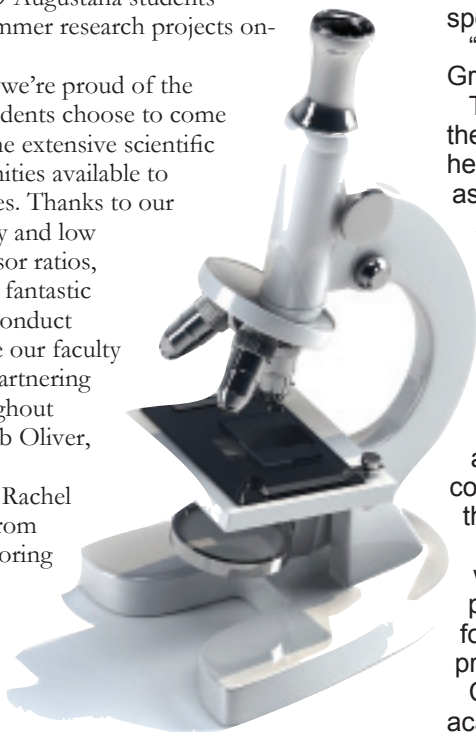 Augustana students
mmer research projects on-
we're proud of the
dents choose to come
ne extensive scientific
nities available to
es. Thanks to our
y and low
sor ratios,
fantastic
onduct
e our faculty
artnering
ghout
b Oliver,
Rachel
rom
oring
spe
"
Gr
T
the
he
as
a
co
th
v
p
fo
pr
C
ac